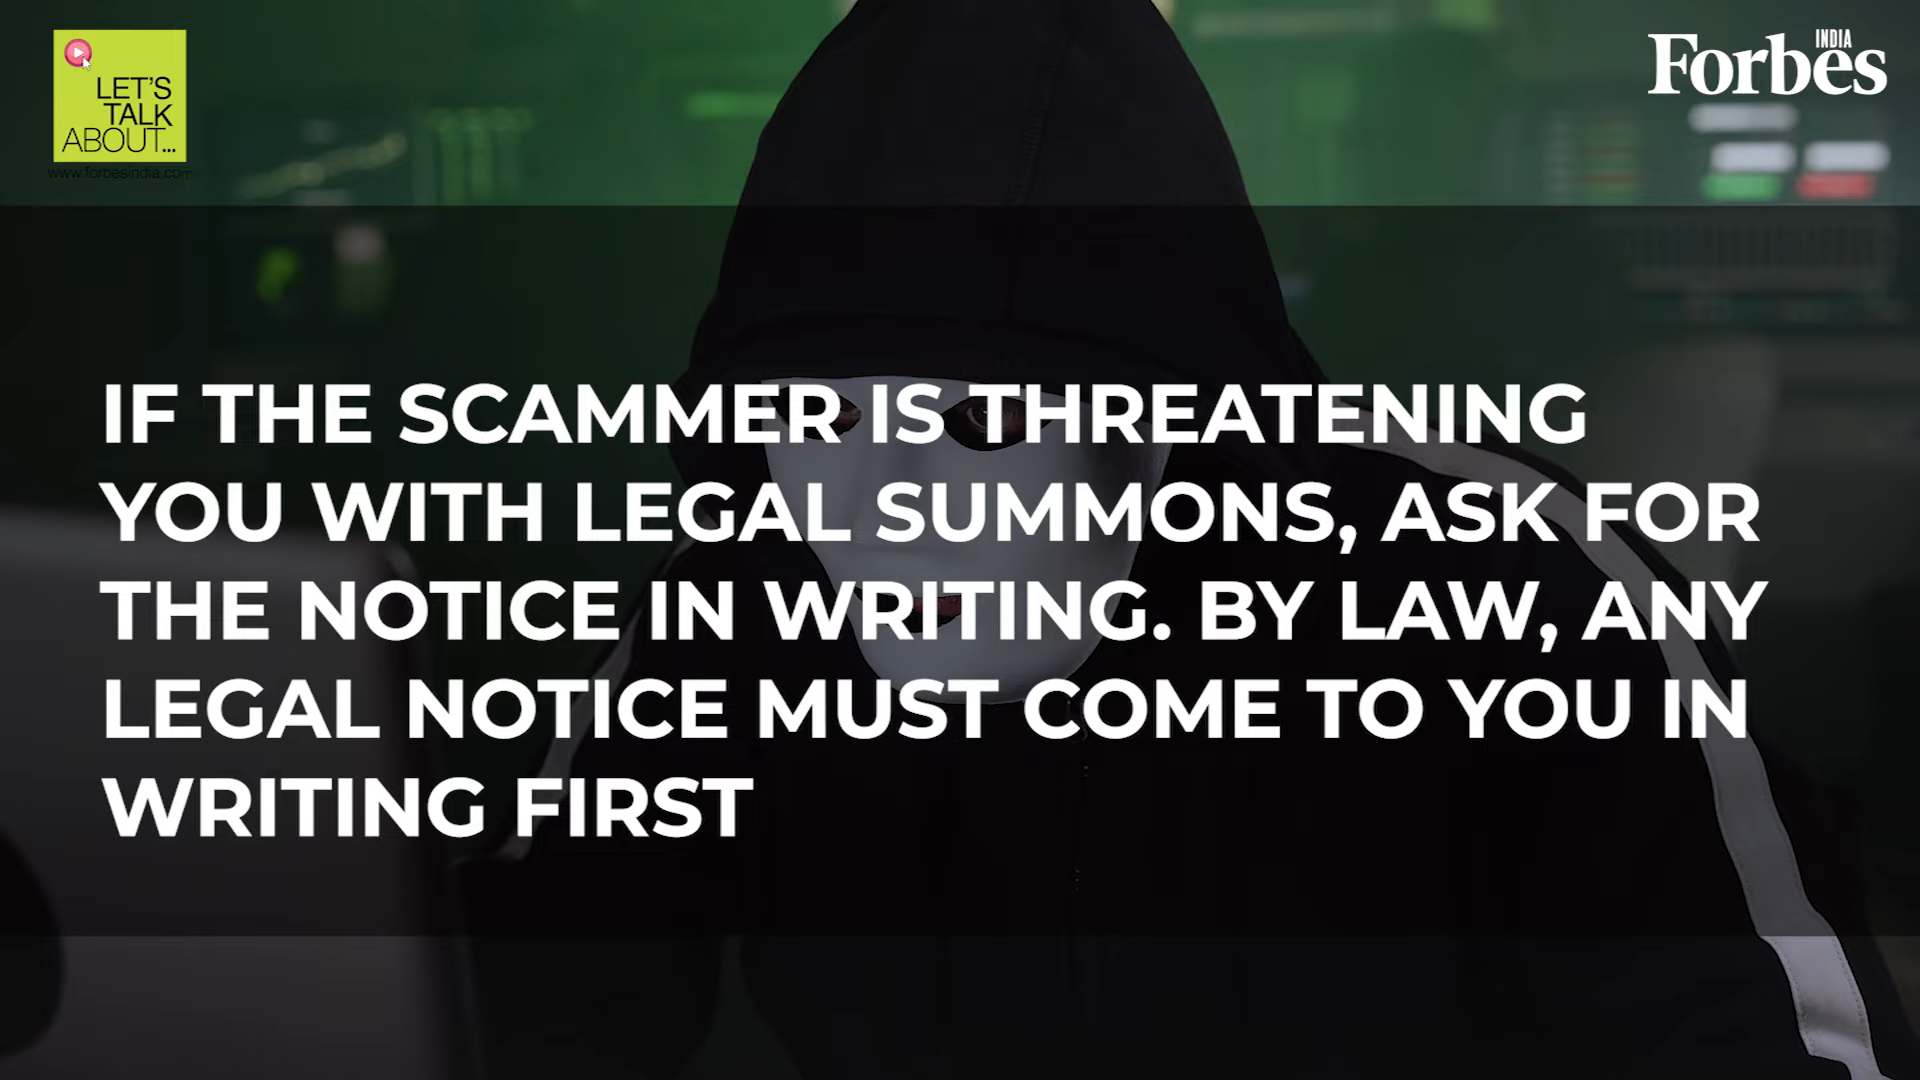 LET'S
TALK
ABOUT...
www.forbesindia.com
Forbes INDIA
IF THE SCAMMER IS THREATENING
YOU WITH LEGAL SUMMONS, ASK FOR
THE NOTICE IN WRITING. BY LAW, ANY
LEGAL NOTICE MUST COME TO YOU IN
WRITING FIRST